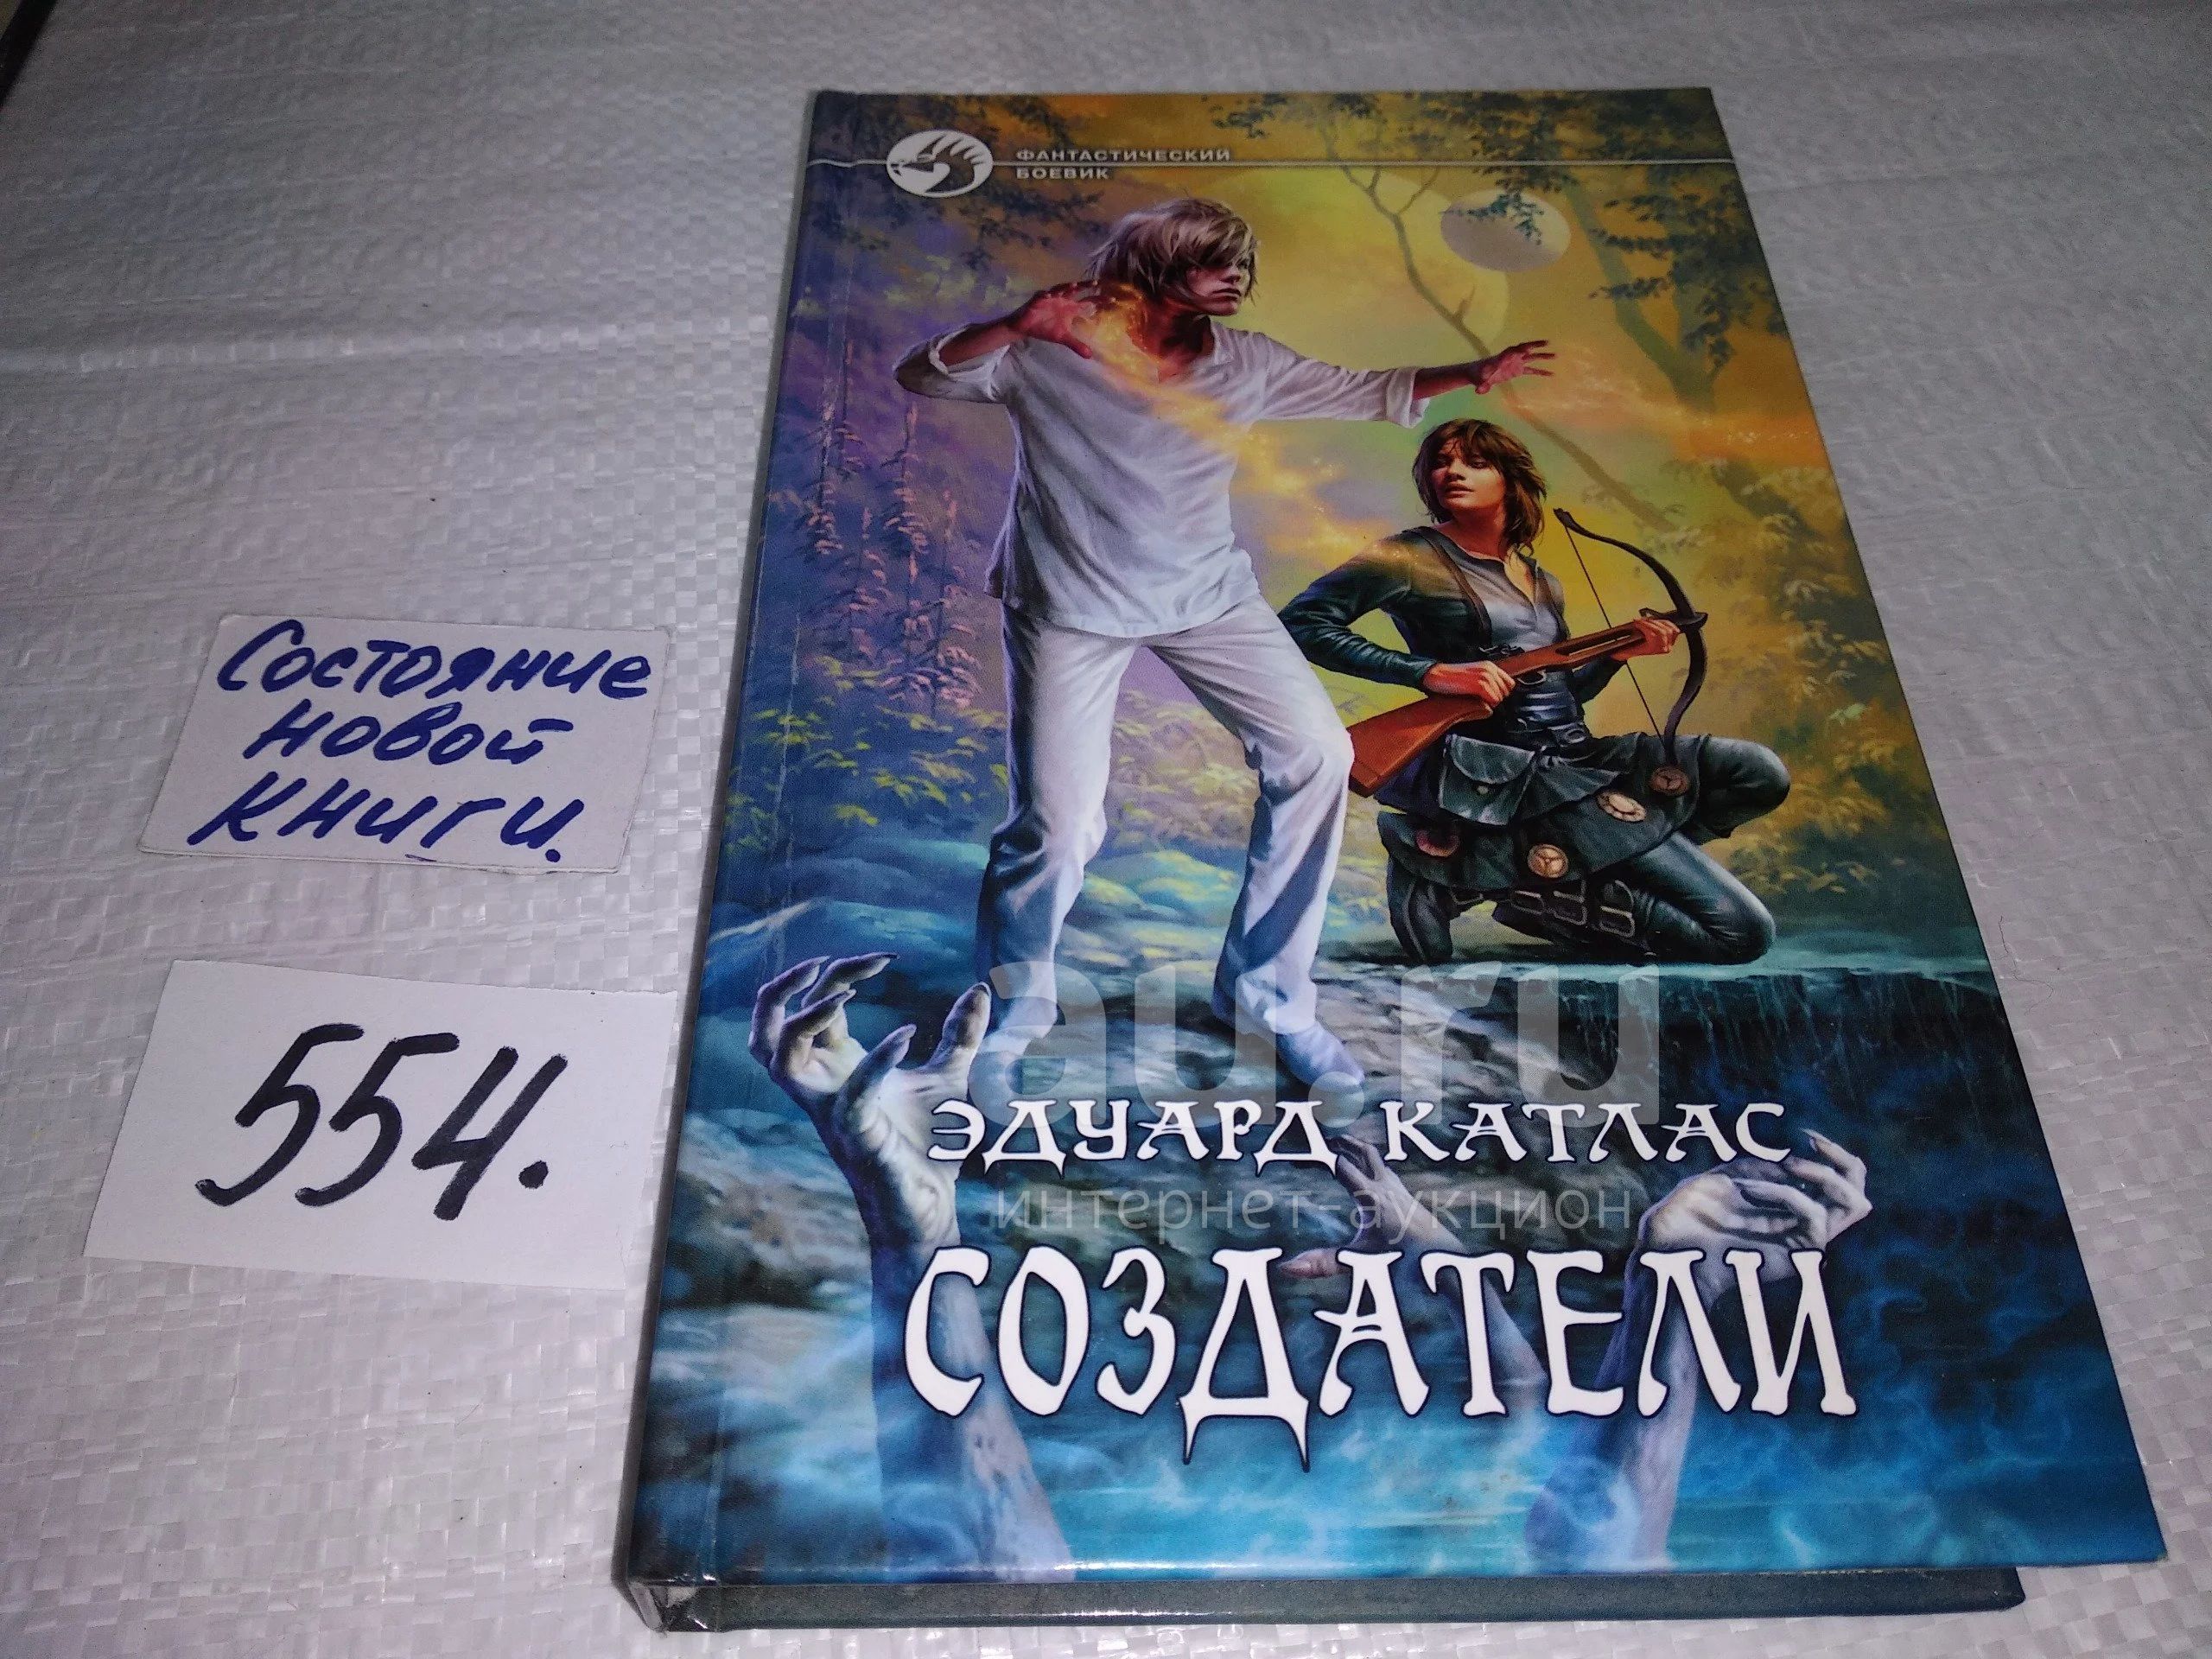 ФАНТАСТИЧЕСКИЙ
БОЕВИК
Состояние
новой
книги.
554.
au.ru
ЭДУАРД КАТЛАС
интернет-аукцион
СОЗДАТЕЛИ